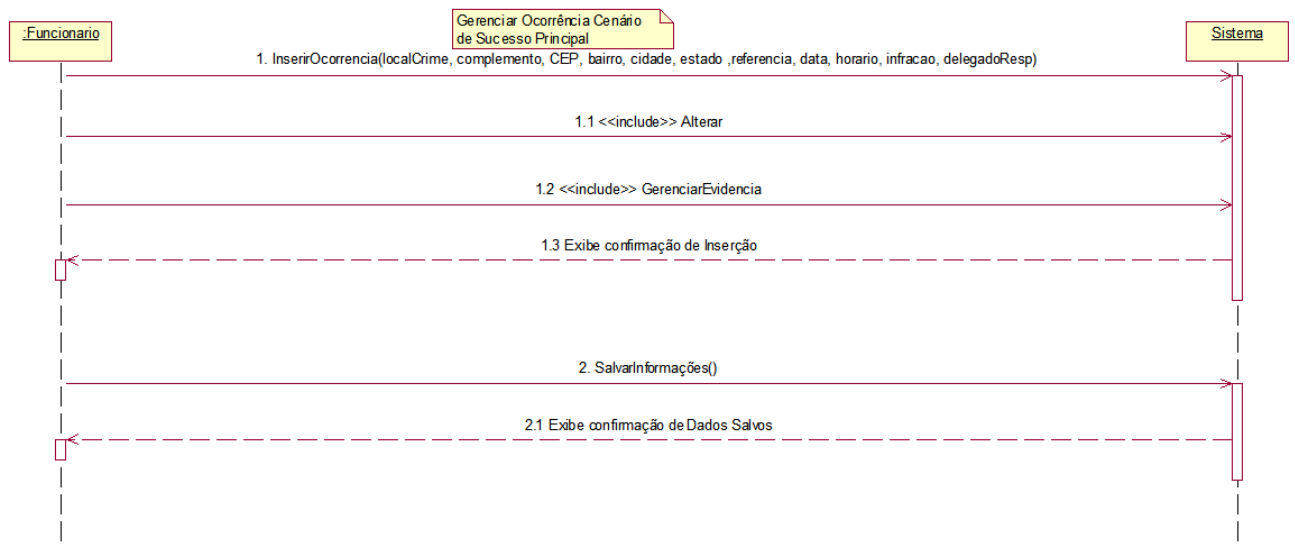 :Funcionario
Gerenciar Ocorrência Cenário
de Sucesso Principal
Sistema
1. InserirOcorrencia(localCrime, complemento, CEP, bairro, cidade, estado ,referencia, data, horario, infracao, delegadoResp)
1.1 <<include>> Alterar
1.2 <<include>> GerenciarEvidencia
1.3 Exibe confirmação de Inserção
2. SalvarInformações()
2.1 Exibe confirmação de Dados Salvos